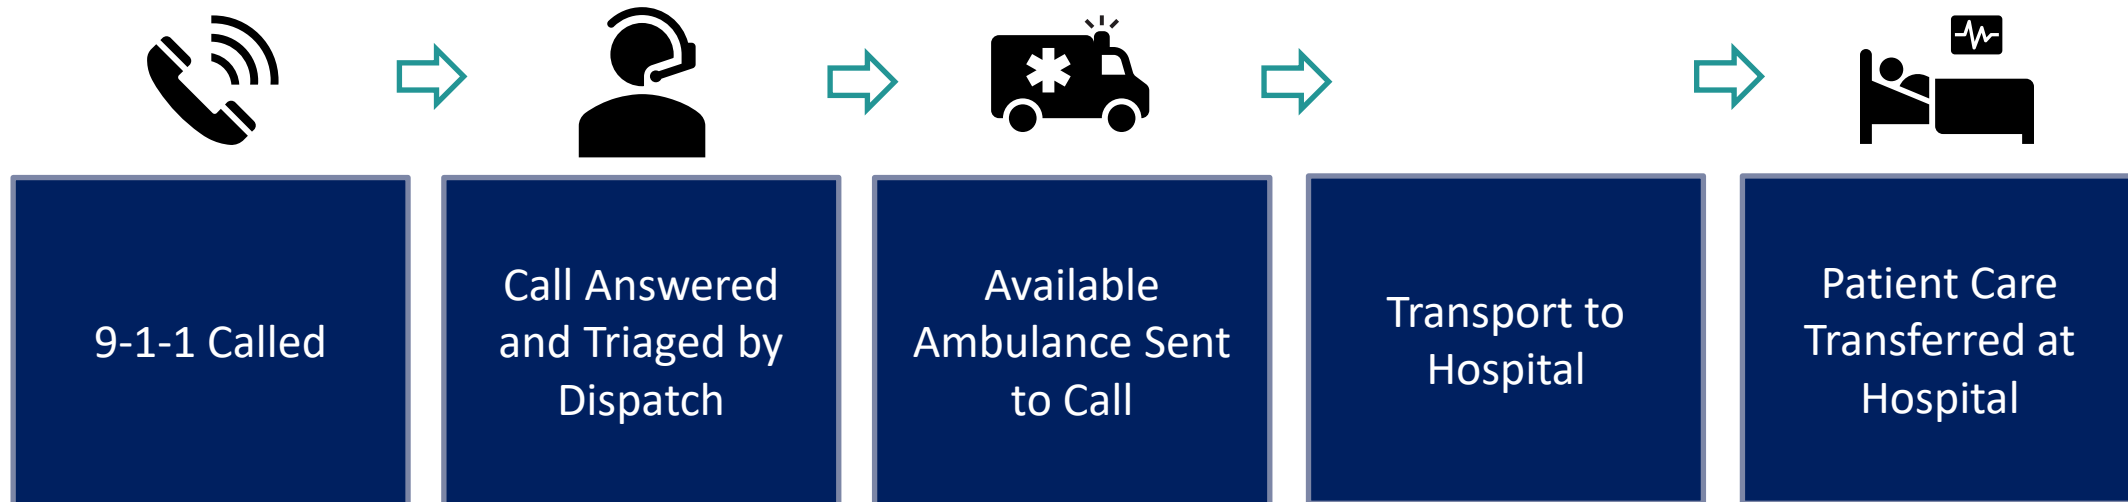 9-1-1 Called
Call Answered
and Triaged by
Dispatch
Available
Ambulance Sent
to Call
Transport to
Hospital
Patient Care
Transferred at
Hospital